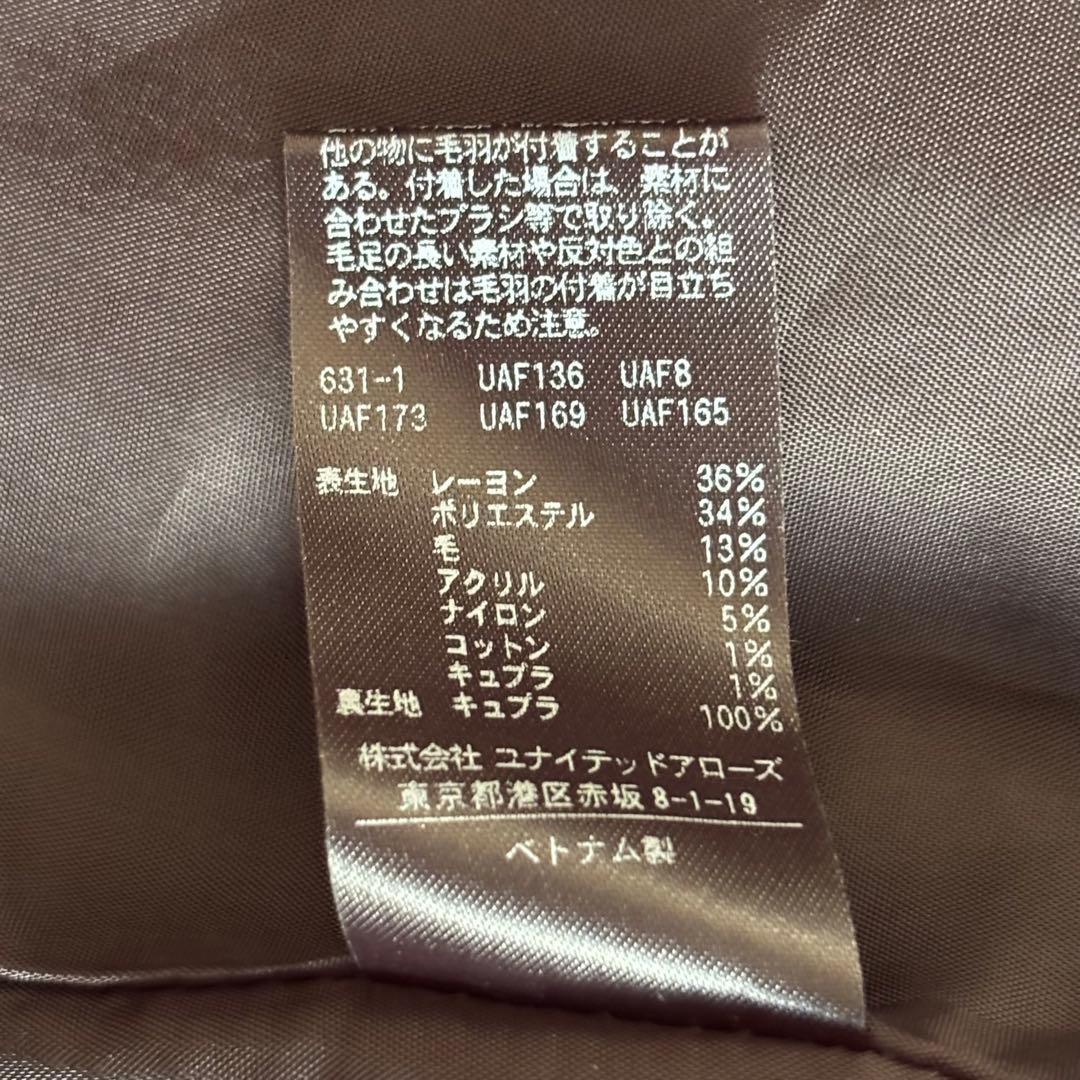 他の物に毛羽が付着することが
ある。付着した場合は、素材に
合わせたブラシ等で取り除く。
毛足の長い素材や反対色との組
み合わせは毛羽の付着が目立ち
やすくなるため注意。
631-1 UAF136 UAF8
UAF173 UAF169 UAF165
表生地 レーヨン 36%
ポリエステル 34%
毛 13%
アクリル 10%
ナイロン 5%
コットン 1%
キュプラ 1%
裏生地 キュプラ 100%
株式会社 ユナイテッドアローズ
東京都港区赤坂 8-1-19
ベトナム製